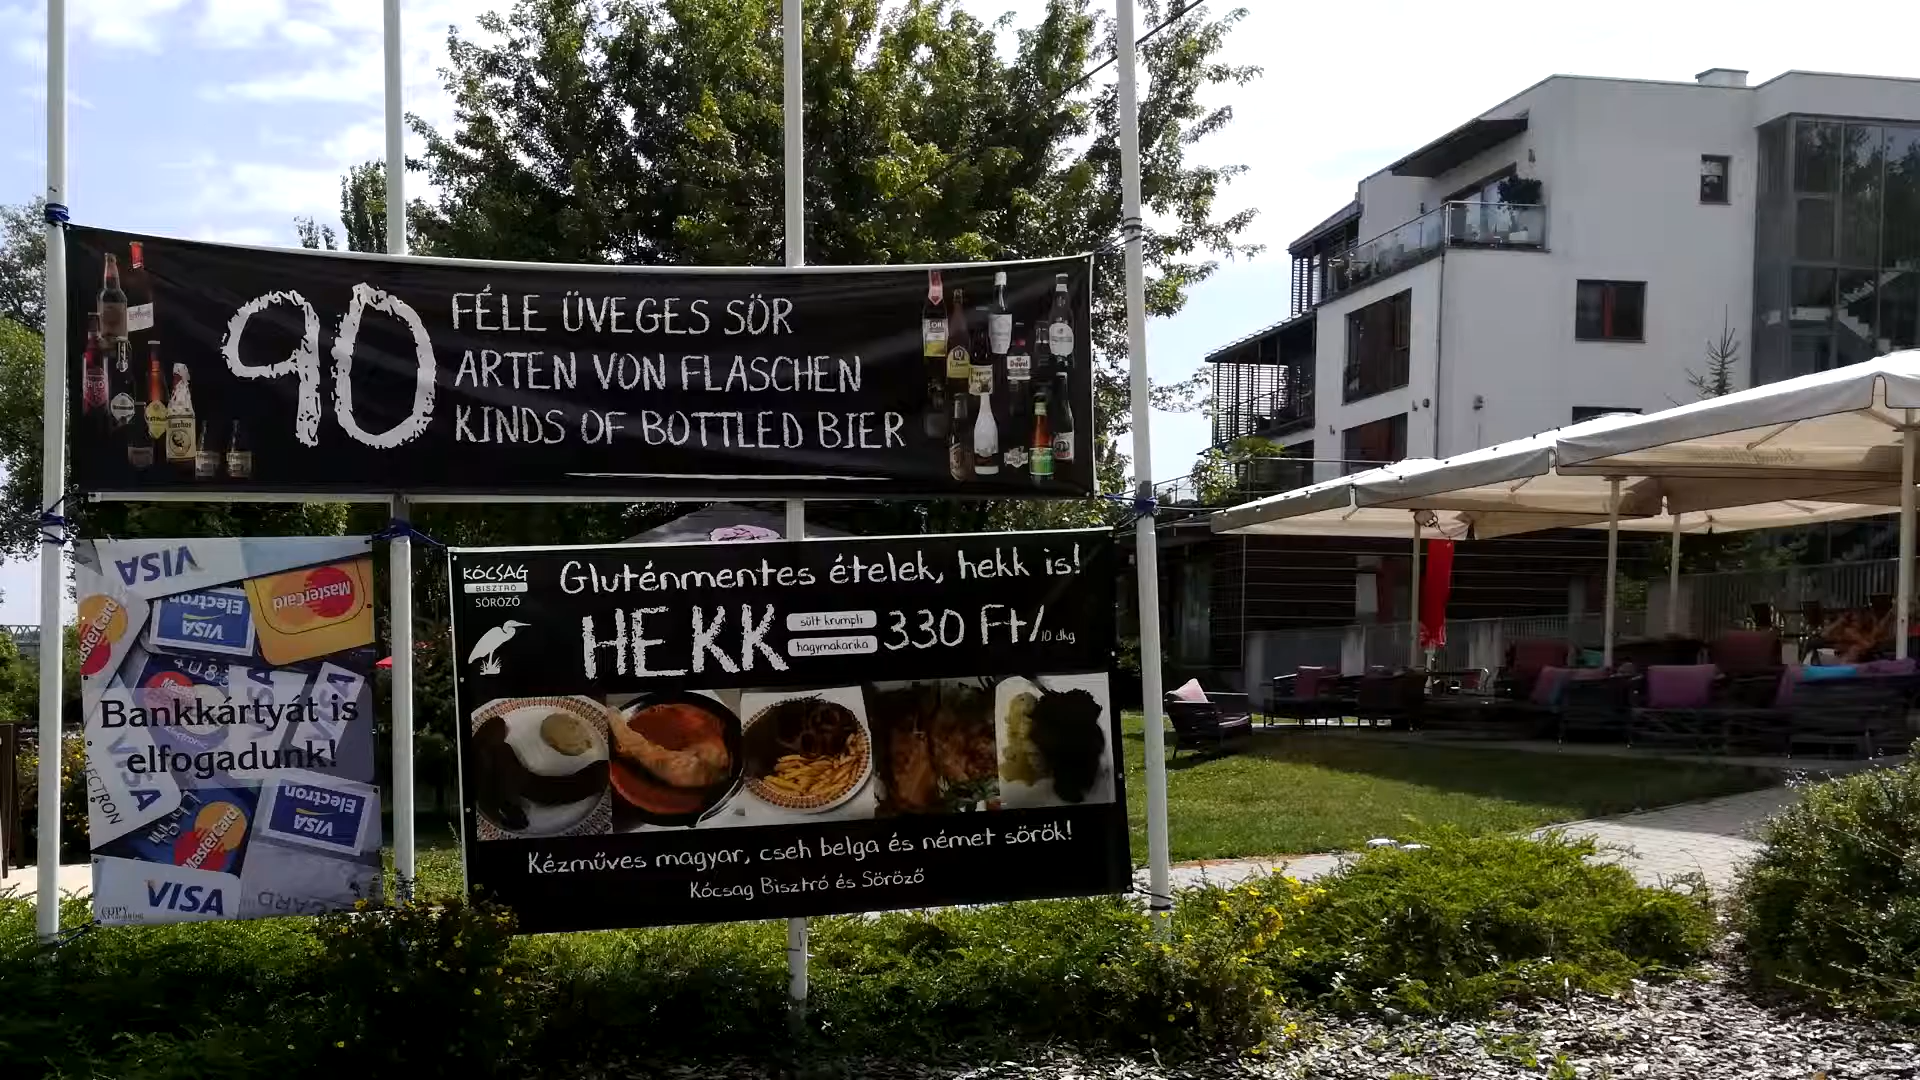 90
FÉLE ÜVEGES SÖR
ARTEN VON FLASCHEN
KINDS OF BOTTLED BIER
VISA
MasterCard
Electron
VISA
MasterCard
Bankkártyát is
elfogadunk!
VISA
ELECTRON
Electron
VISA
MasterCard
VISA
KÓCSAG
BISZTRÓ
SÖRÖZŐ
Gluténmentes ételek, hekk is!
HEKK
sült krumpli
hagymakarika
330 Ft/10 dkg
Kézműves magyar, cseh belga és német sörök!
Kócsag Bisztró és Söröző